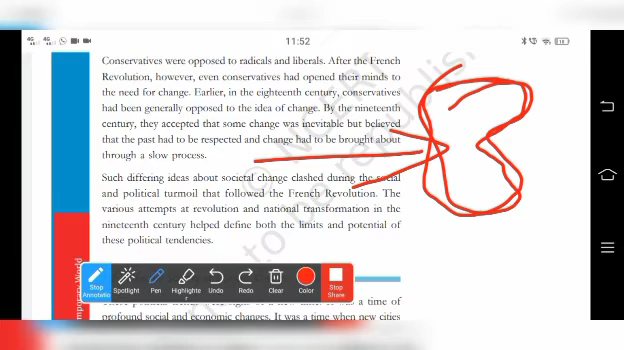 11:52
Conservatives were opposed to radicals and liberals. After the French
Revolution, however, even conservatives had opened their minds to
the need for change. Earlier, in the eighteenth century, conservatives
had been generally opposed to the idea of change. By the nineteenth
century, they accepted that some change was inevitable but believed
that the past had to be respected and change had to be brought about
through a slow process.
Such differing ideas about societal change clashed during the social
and political turmoil that followed the French Revolution. The
various attempts at revolution and national transformation in the
nineteenth century helped define both the limits and potential of
these political tendencies.
Stop Annotation
Spotlight
Pen
Highlighter
Undo
Redo
Clear
Color
Stop Share
profound social and economic changes. It was a time when new cities
© NCERT
to be republis